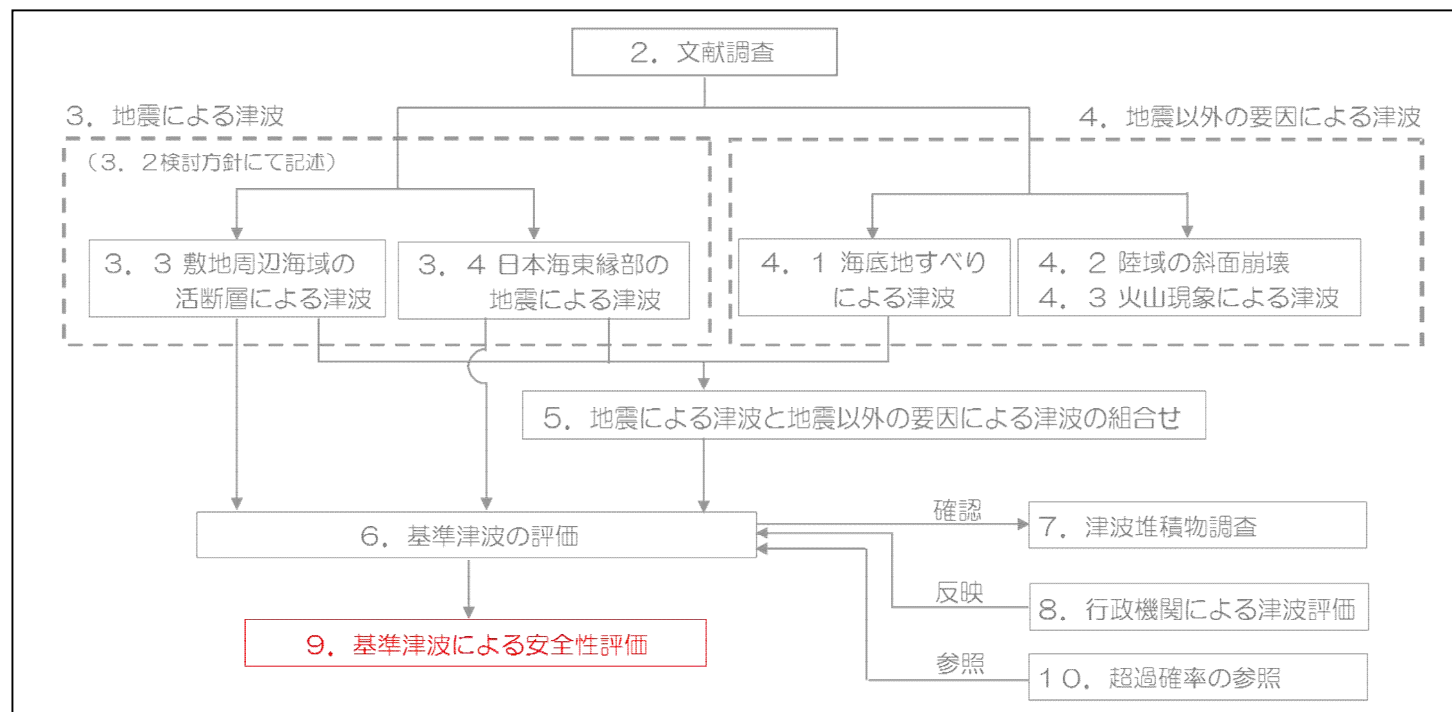 2．文献調査
3．地震による津波
4．地震以外の要因による津波
（3．2検討方針にて記述）
3．3 敷地周辺海域の
活断層による津波
3．4 日本海東縁部の
地震による津波
4．1 海底地すべり
による津波
4．2 陸域の斜面崩壊
4．3 火山現象による津波
5．地震による津波と地震以外の要因による津波の組合せ
6．基準津波の評価
確認
7．津波堆積物調査
反映
8．行政機関による津波評価
9．基準津波による安全性評価
参照
10．超過確率の参照